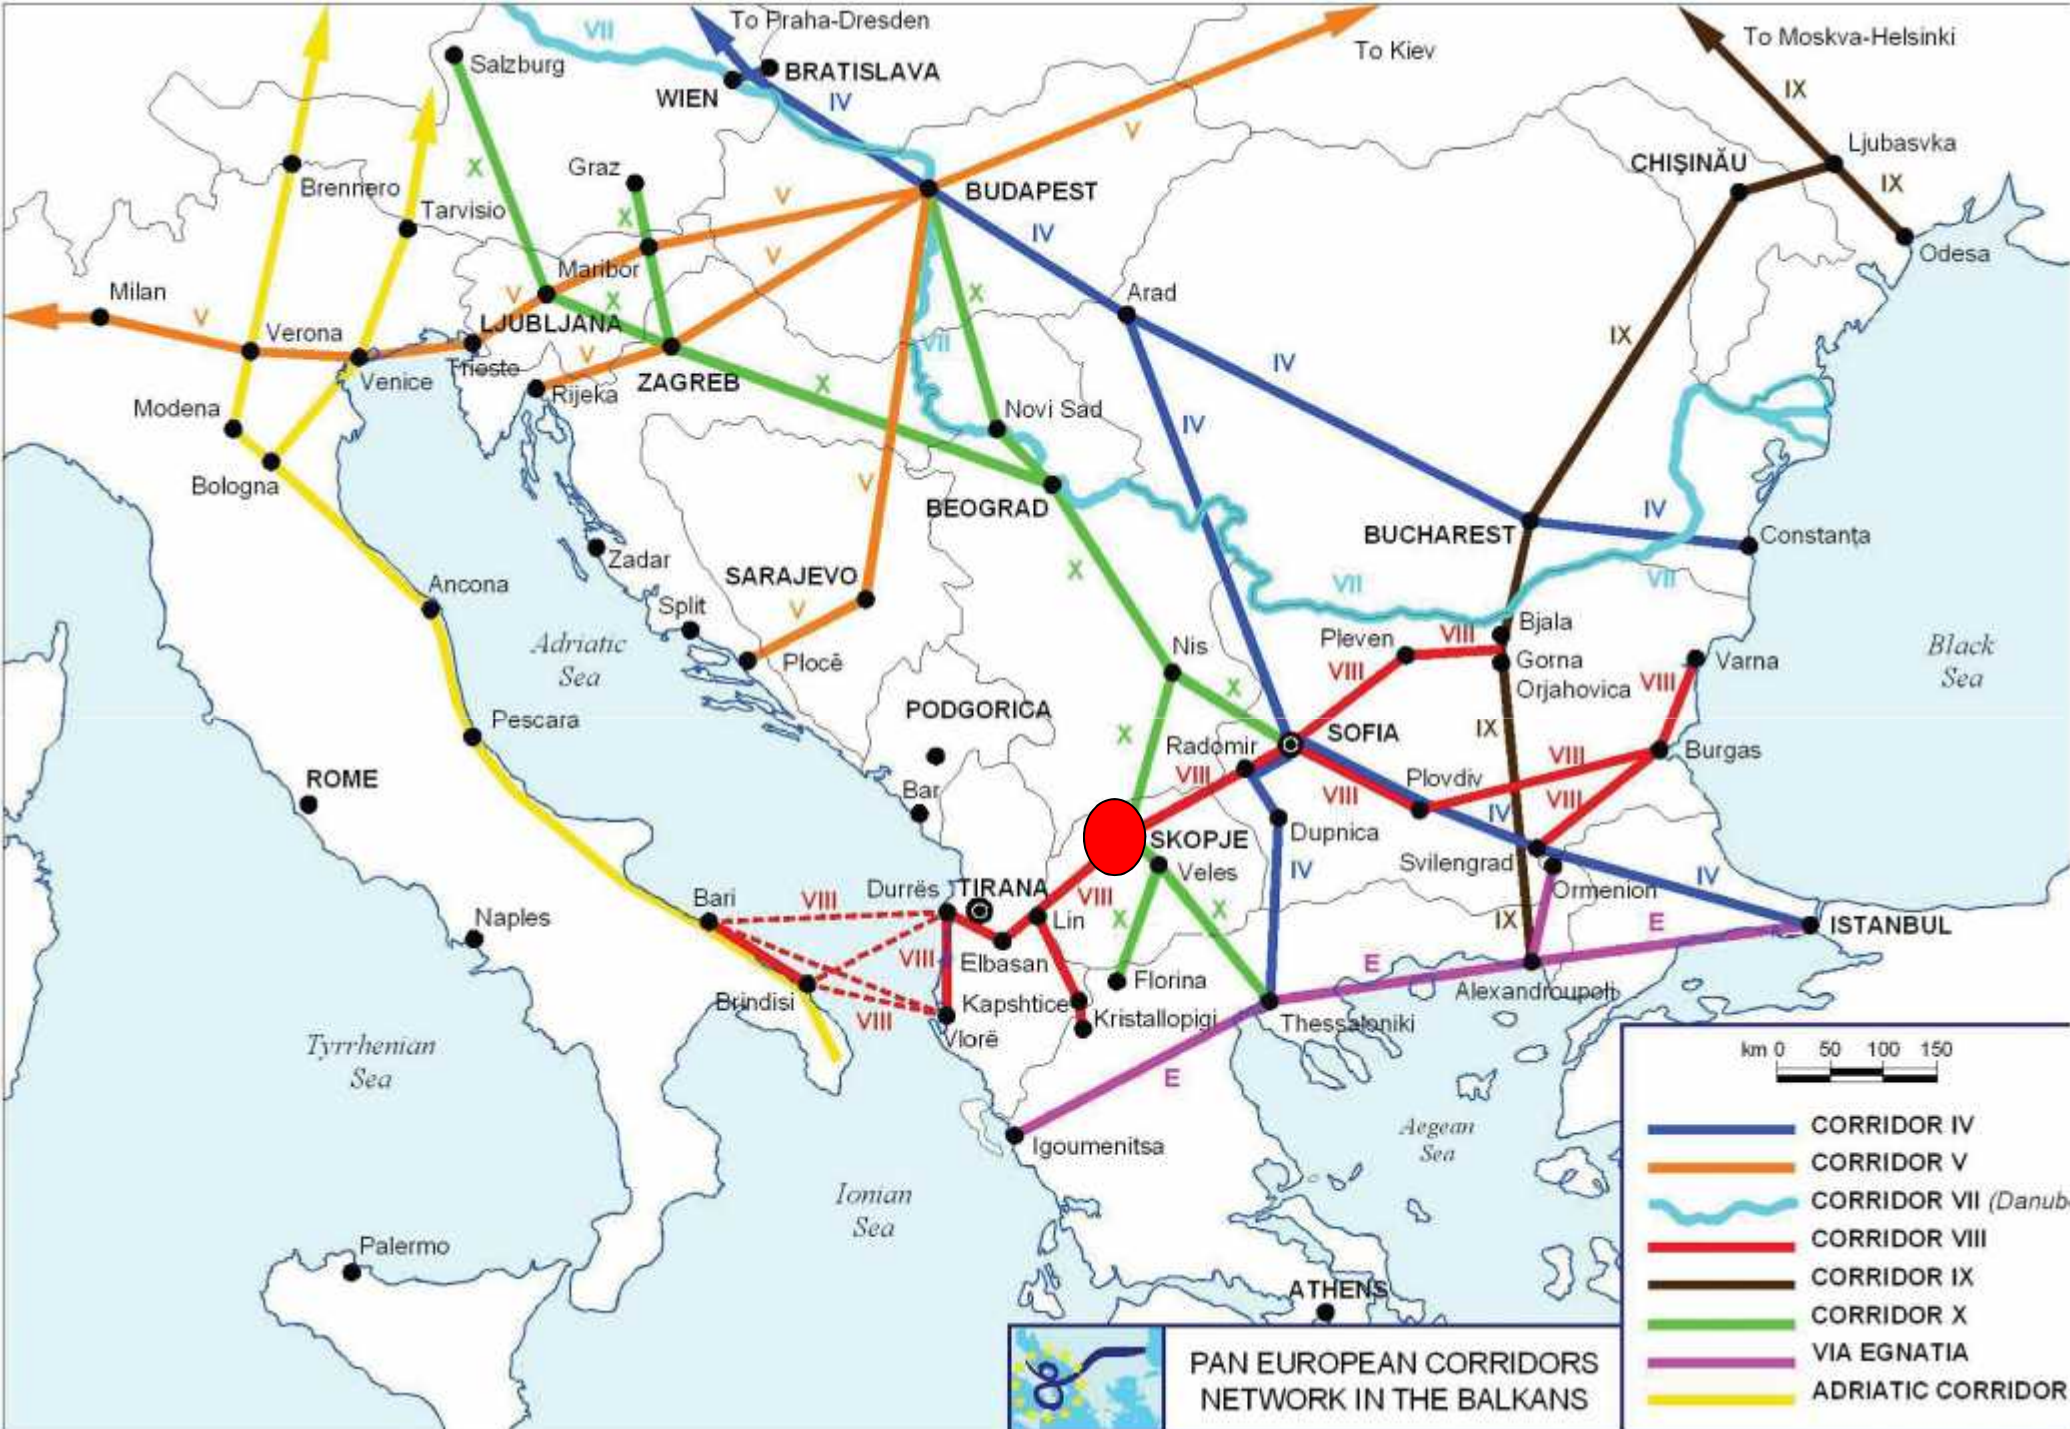 To Praha-Dresden
VII
To Kiev
To Moskva-Helsinki
Salzburg
BRATISLAVA
WIEN
IV
IX
V
Ljubasvka
CHIŞINĂU
Graz
X
Brennero
BUDAPEST
V
IX
Tarvisio
X
IV
V
Odesa
Maribor
Milan
V
X
X
Arad
V
Verona
LJUBLJANA
VII
IX
Trieste
V
IV
Venice
ZAGREB
X
Rijeka
Modena
Novi Sad
IV
Bologna
V
BEOGRAD
IV
BUCHAREST
Constanţa
Zadar
SARAJEVO
X
VII
VII
Ancona
Split
V
Bjala
Adriatic
Sea
Nis
Pleven
VIII
Black
Sea
Plocë
Gorna
Orjahovica
VIII
Varna
VIII
X
PODGORICA
Pescara
X
IX
SOFIA
Radomir
VIII
Burgas
ROME
VIII
Plovdiv
Bar
VIII
VIII
IV
SKOPJE
Dupnica
Svilengrad
Veles
IV
IV
Durrës
TIRANA
VIII
Ormenion
Bari
VIII
Lin
X
X
IX
E
ISTANBUL
Naples
VIII
Elbasan
E
Florina
Brindisi
Kapshtice
Alexandroupoli
VIII
Kristallopigi
Thessaloniki
Vlorë
Tyrrhenian
Sea
E
km 0 50 100 150
Igoumenitsa
Aegean
Sea
Ionian
Sea
Palermo
ATHENS
CORRIDOR IV
CORRIDOR V
CORRIDOR VII (Danub
CORRIDOR VIII
CORRIDOR IX
CORRIDOR X
VIA EGNATIA
ADRIATIC CORRIDOR
PAN EUROPEAN CORRIDORS
NETWORK IN THE BALKANS